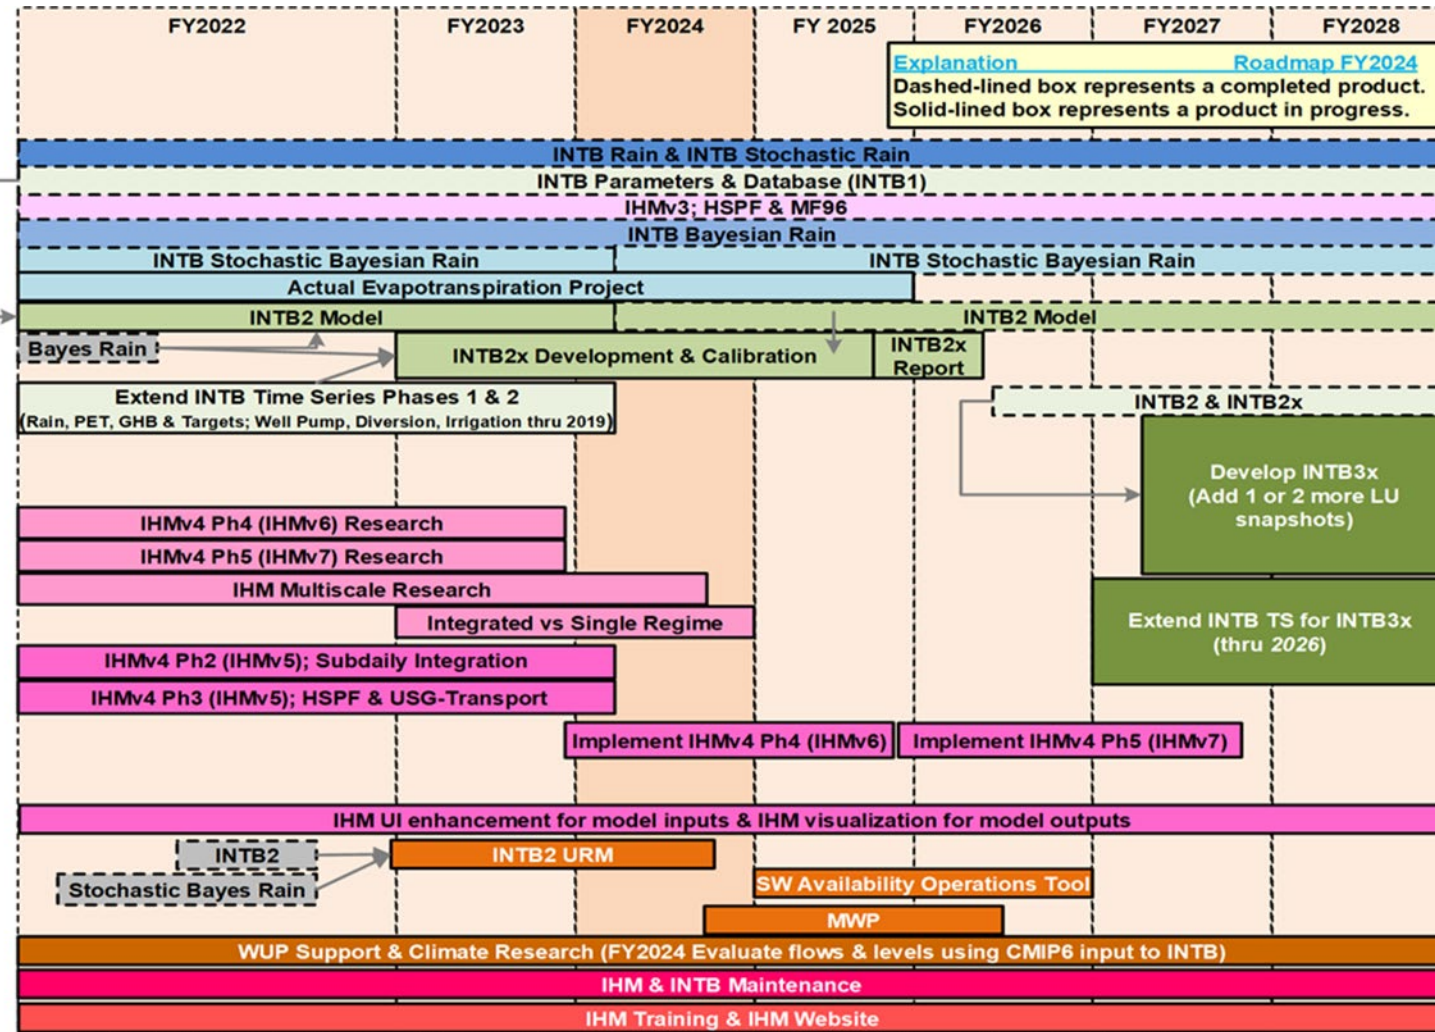 FY2022
FY2023
FY2024
FY 2025
FY2026
FY2027
FY2028
Explanation Roadmap FY2024
Dashed-lined box represents a completed product.
Solid-lined box represents a product in progress.
INTB Rain & INTB Stochastic Rain
INTB Parameters & Database (INTB1)
IHMv3; HSPF & MF96
INTB Bayesian Rain
INTB Stochastic Bayesian Rain
INTB Stochastic Bayesian Rain
Actual Evapotranspiration Project
INTB2 Model
INTB2 Model
Bayes Rain
INTB2x Development & Calibration
INTB2x
Report
Extend INTB Time Series Phases 1 & 2
(Rain, PET, GHB & Targets; Well Pump, Diversion, Irrigation thru 2019)
INTB2 & INTB2x
Develop INTB3x
(Add 1 or 2 more LU
snapshots)
IHMv4 Ph4 (IHMv6) Research
IHMv4 Ph5 (IHMv7) Research
IHM Multiscale Research
Integrated vs Single Regime
Extend INTB TS for INTB3x
(thru 2026)
IHMv4 Ph2 (IHMv5); Subdaily Integration
IHMv4 Ph3 (IHMv5); HSPF & USG-Transport
Implement IHMv4 Ph4 (IHMv6)
Implement IHMv4 Ph5 (IHMv7)
IHM UI enhancement for model inputs & IHM visualization for model outputs
INTB2
INTB2 URM
Stochastic Bayes Rain
SW Availability Operations Tool
MWP
WUP Support & Climate Research (FY2024 Evaluate flows & levels using CMIP6 input to INTB)
IHM & INTB Maintenance
IHM Training & IHM Website